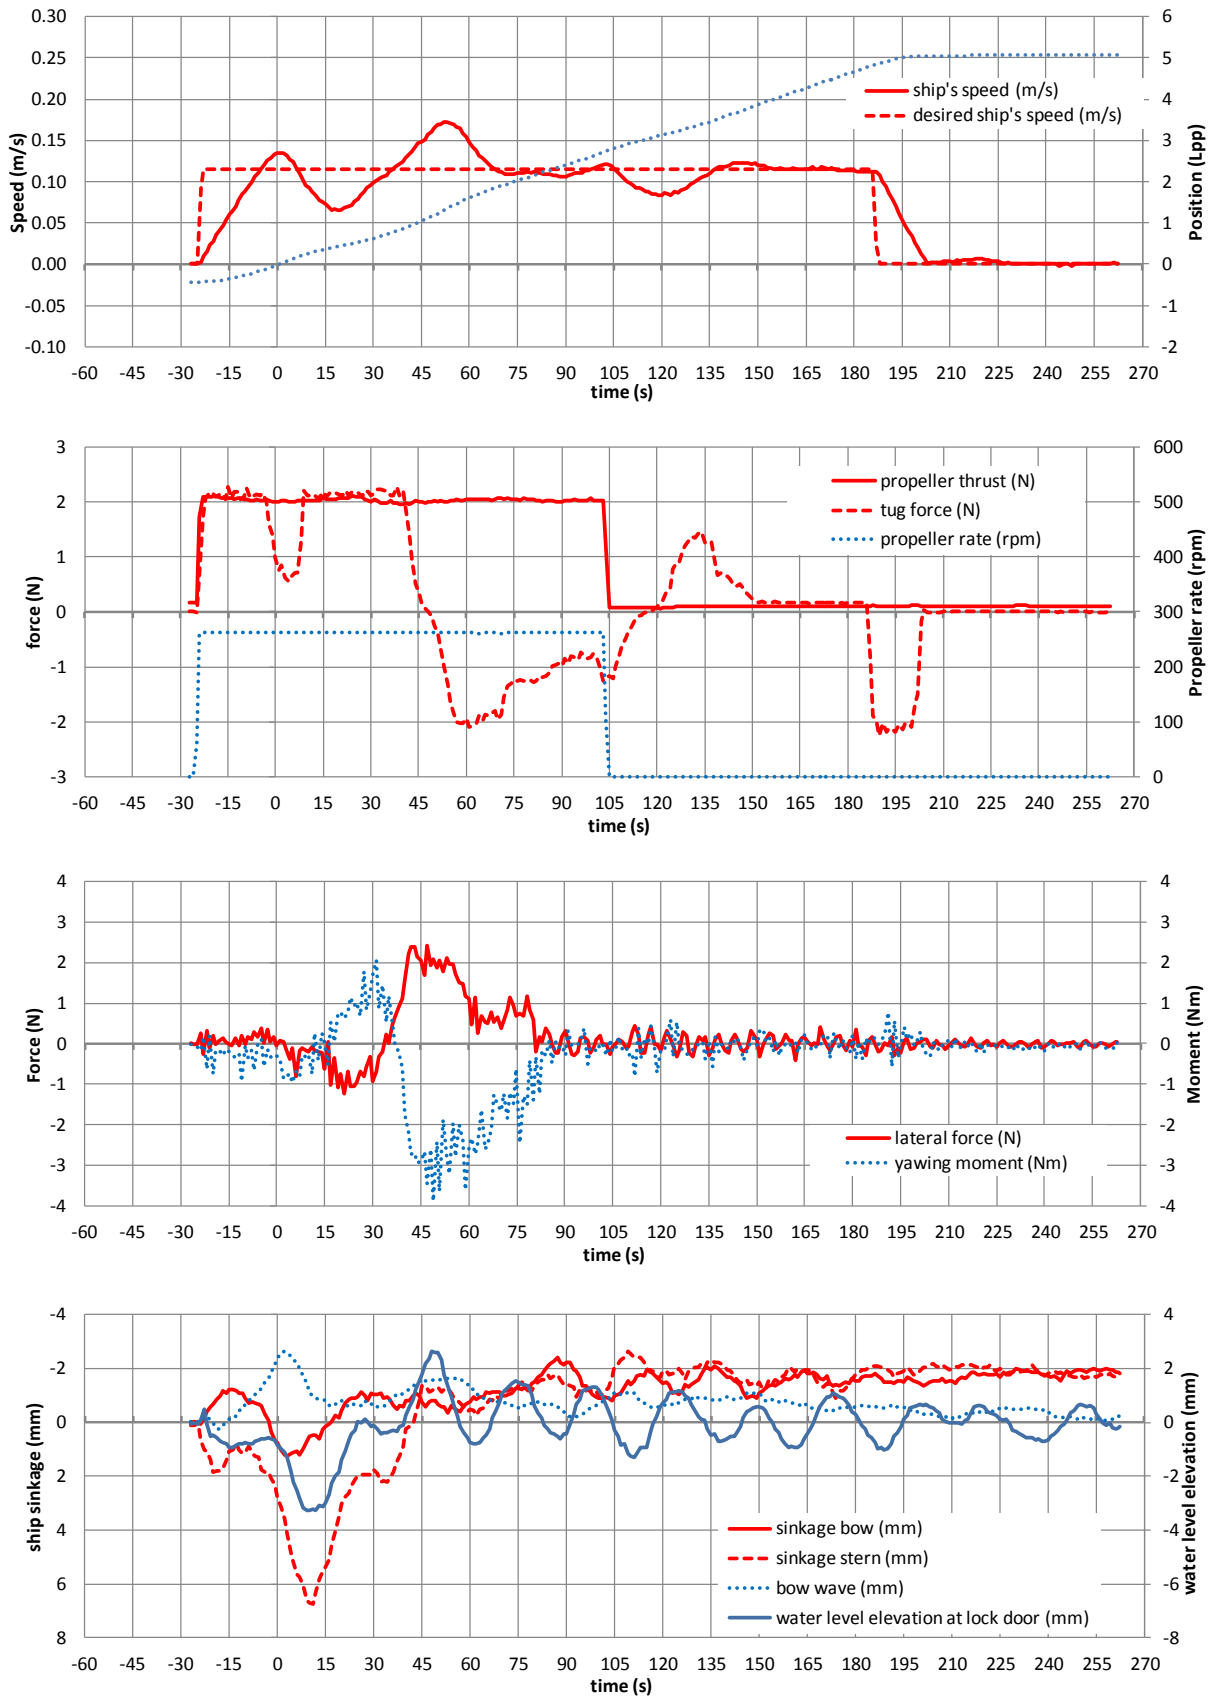 0.30
0.25
0.20
0.15
0.10
0.05
0.00
-0.05
-0.10
Speed (m/s)
6
5
4
3
2
1
0
-1
-2
Position (Lpp)
ship's speed (m/s)
desired ship's speed (m/s)
-60 -45 -30 -15 0 15 30 45 60 75 90 105 120 135 150 165 180 195 210 225 240 255 270
time (s)
3
2
1
0
-1
-2
-3
force (N)
600
500
400
300
200
100
0
Propeller rate (rpm)
propeller thrust (N)
tug force (N)
propeller rate (rpm)
-60 -45 -30 -15 0 15 30 45 60 75 90 105 120 135 150 165 180 195 210 225 240 255 270
time (s)
4
3
2
1
0
-1
-2
-3
-4
Force (N)
4
3
2
1
0
-1
-2
-3
-4
Moment (Nm)
lateral force (N)
yawing moment (Nm)
-60 -45 -30 -15 0 15 30 45 60 75 90 105 120 135 150 165 180 195 210 225 240 255 270
time (s)
-4
-2
0
2
4
6
8
ship sinkage (mm)
4
2
0
-2
-4
-6
-8
water level elevation (mm)
sinkage bow (mm)
sinkage stern (mm)
bow wave (mm)
water level elevation at lock door (mm)
-60 -45 -30 -15 0 15 30 45 60 75 90 105 120 135 150 165 180 195 210 225 240 255 270
time (s)